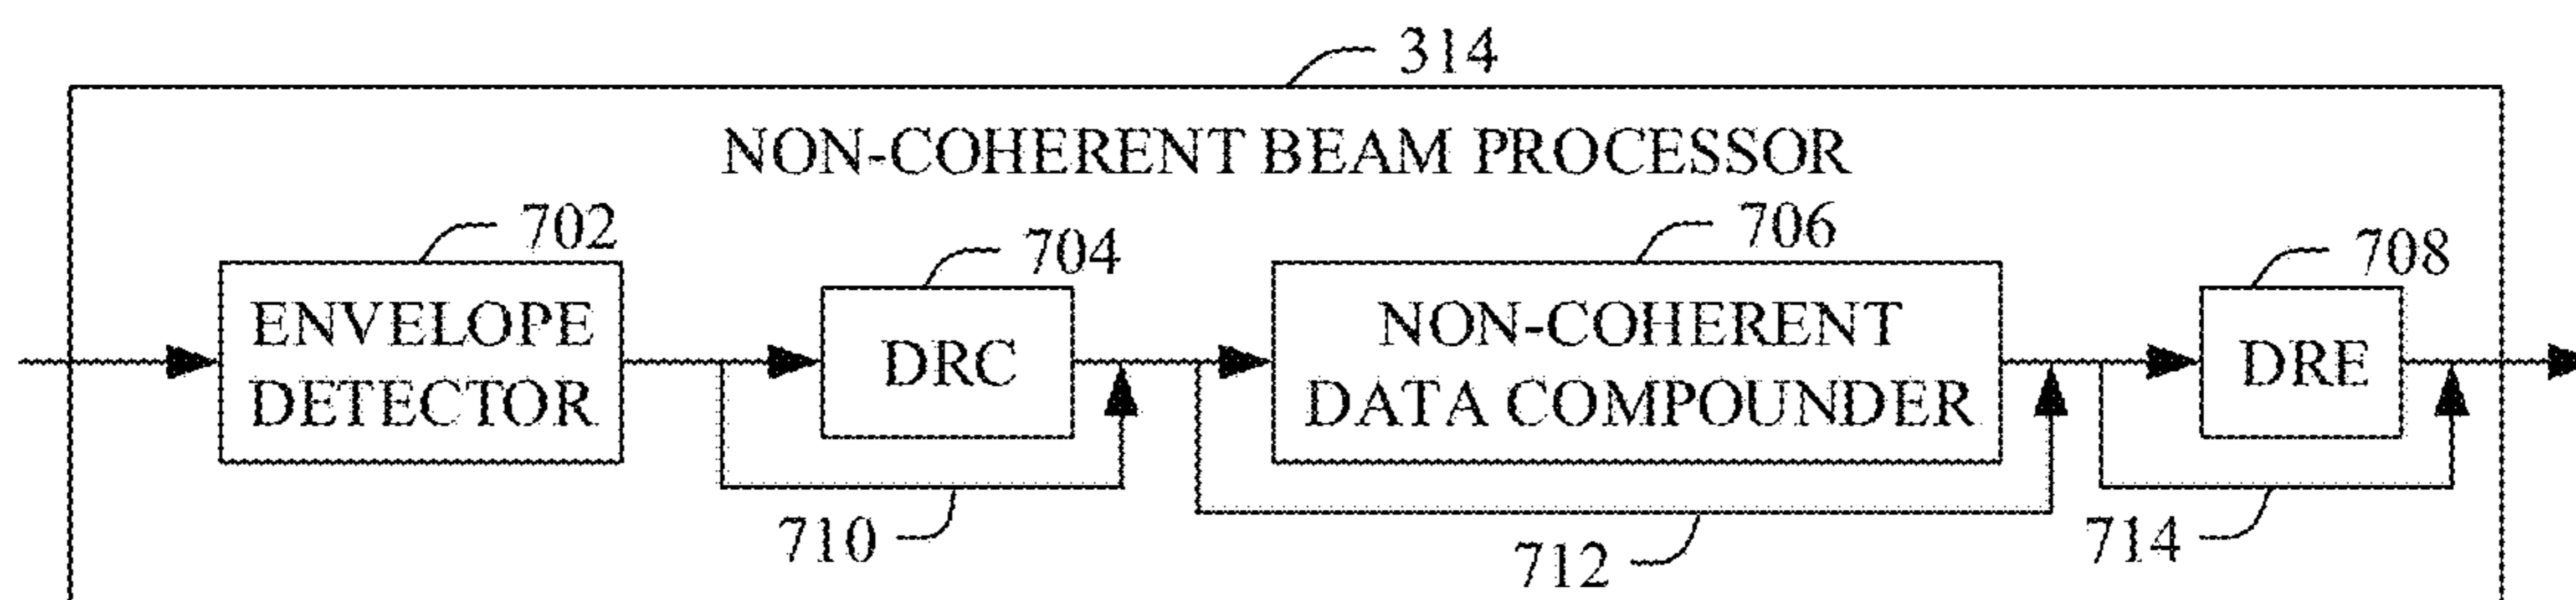 314
NON-COHERENT BEAM PROCESSOR
702
704
706
708
ENVELOPE
DETECTOR
DRC
NON-COHERENT
DATA COMPOUNDER
DRE
710
712
714